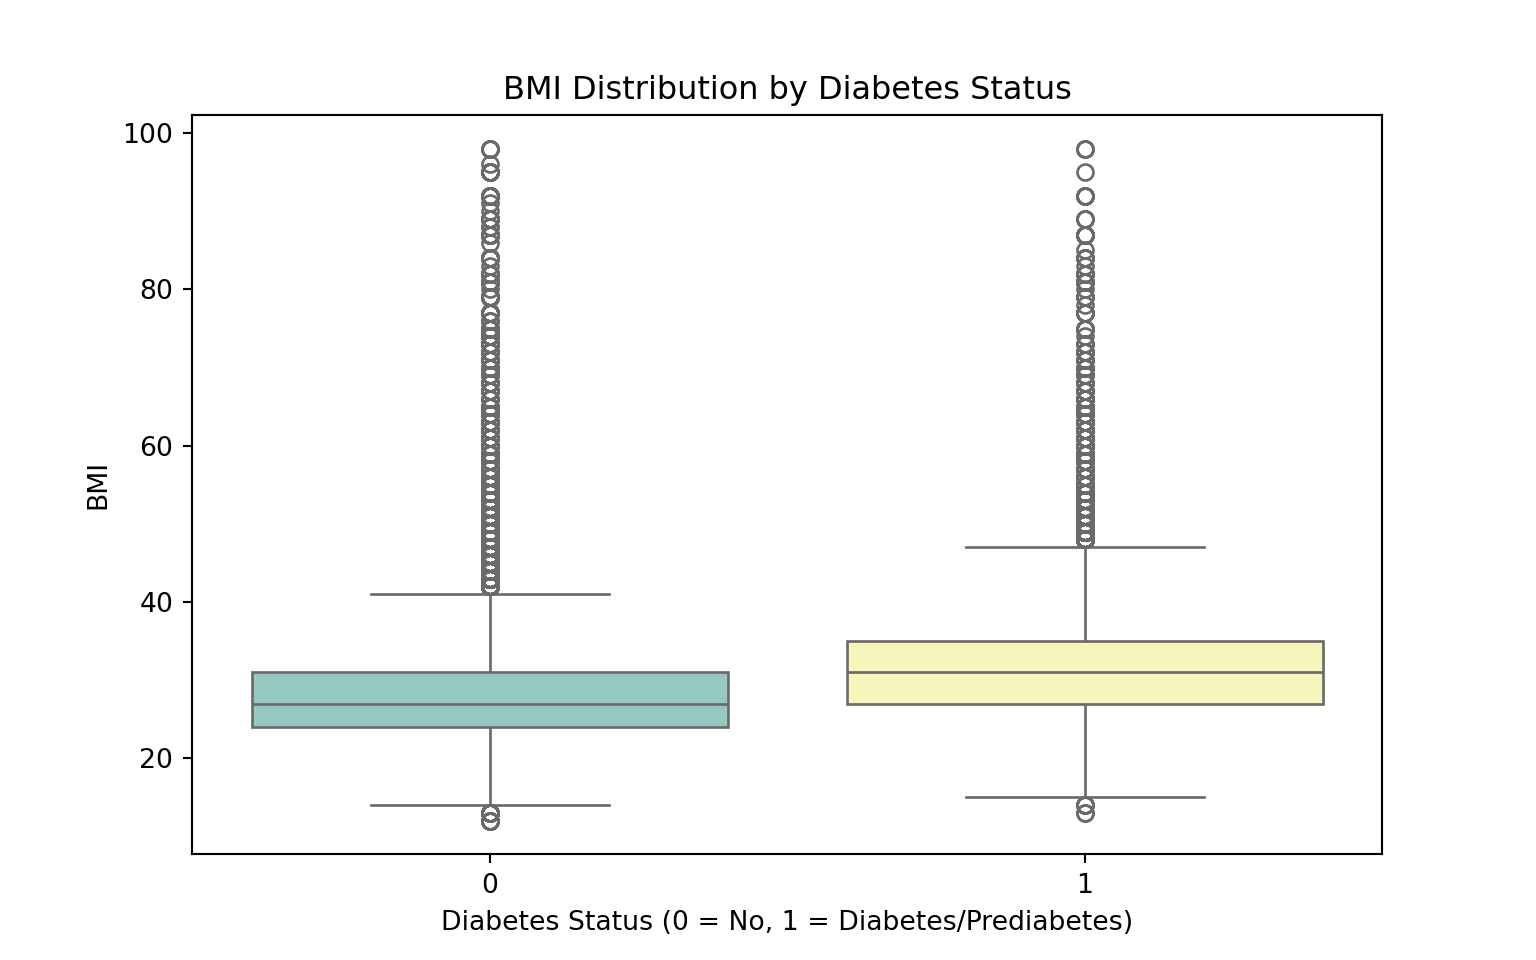 BMI Distribution by Diabetes Status
100
80
60
40
20
BMI
0
1
Diabetes Status (0 = No, 1 = Diabetes/Prediabetes)